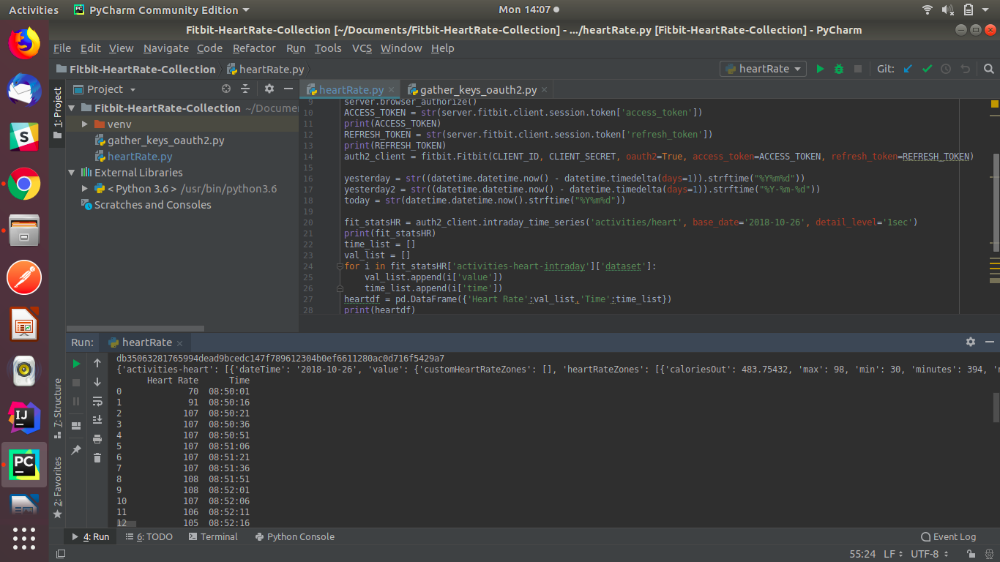 Activities PyCharm Community Edition Mon 14:07
Fitbit-HeartRate-Collection [~/Documents/Fitbit-HeartRate-Collection] - .../heartRate.py [Fitbit-HeartRate-Collection] - PyCharm
File Edit View Navigate Code Refactor Run Tools VCS Window Help
Fitbit-HeartRate-Collection heartRate.py heartRate Git:
1: Project
Project
Fitbit-HeartRate-Collection ~/Docume
venv
gather_keys_oauth2.py
heartRate.py
External Libraries
< Python 3.6 > /usr/bin/python3.6
Scratches and Consoles
heartRate.py gather_keys_oauth2.py
9 server.browser_authorize()
10 ACCESS_TOKEN = str(server.fitbit.client.session.token['access_token'])
11 print(ACCESS_TOKEN)
12 REFRESH_TOKEN = str(server.fitbit.client.session.token['refresh_token'])
13 print(REFRESH_TOKEN)
14 auth2_client = fitbit.Fitbit(CLIENT_ID, CLIENT_SECRET, oauth2=True, access_token=ACCESS_TOKEN, refresh_token=REFRESH_TOKEN)
15
16 yesterday = str((datetime.datetime.now() - datetime.timedelta(days=1)).strftime("%Y%m%d"))
17 yesterday2 = str((datetime.datetime.now() - datetime.timedelta(days=1)).strftime("%Y-%m-%d"))
18 today = str(datetime.datetime.now().strftime("%Y%m%d"))
19
20 fit_statsHR = auth2_client.intraday_time_series('activities/heart', base_date='2018-10-26', detail_level='1sec')
21 print(fit_statsHR)
22 time_list = []
23 val_list = []
24 for i in fit_statsHR['activities-heart-intraday']['dataset']:
25 val_list.append(i['value'])
26 time_list.append(i['time'])
27 heartdf = pd.DataFrame({'Heart Rate':val_list,'Time':time_list})
28 print(heartdf)
Run: heartRate
7: Structure
2: Favorites
db35063281765994dead9bcedc147f789612304b0ef6611280ac0d716f5429a7
{'activities-heart': [{'dateTime': '2018-10-26', 'value': {'customHeartRateZones': [], 'heartRateZones': [{'caloriesOut': 483.75432, 'max': 98, 'min': 30, 'minutes': 394,
Heart Rate Time
0 70 08:50:01
1 91 08:50:16
2 107 08:50:21
3 107 08:50:36
4 107 08:50:51
5 107 08:51:06
6 107 08:51:21
7 107 08:51:36
8 108 08:51:51
9 108 08:52:01
10 107 08:52:06
11 106 08:52:11
12 105 08:52:16
4: Run 6: TODO Terminal Python Console Event Log
55:24 LF UTF-8